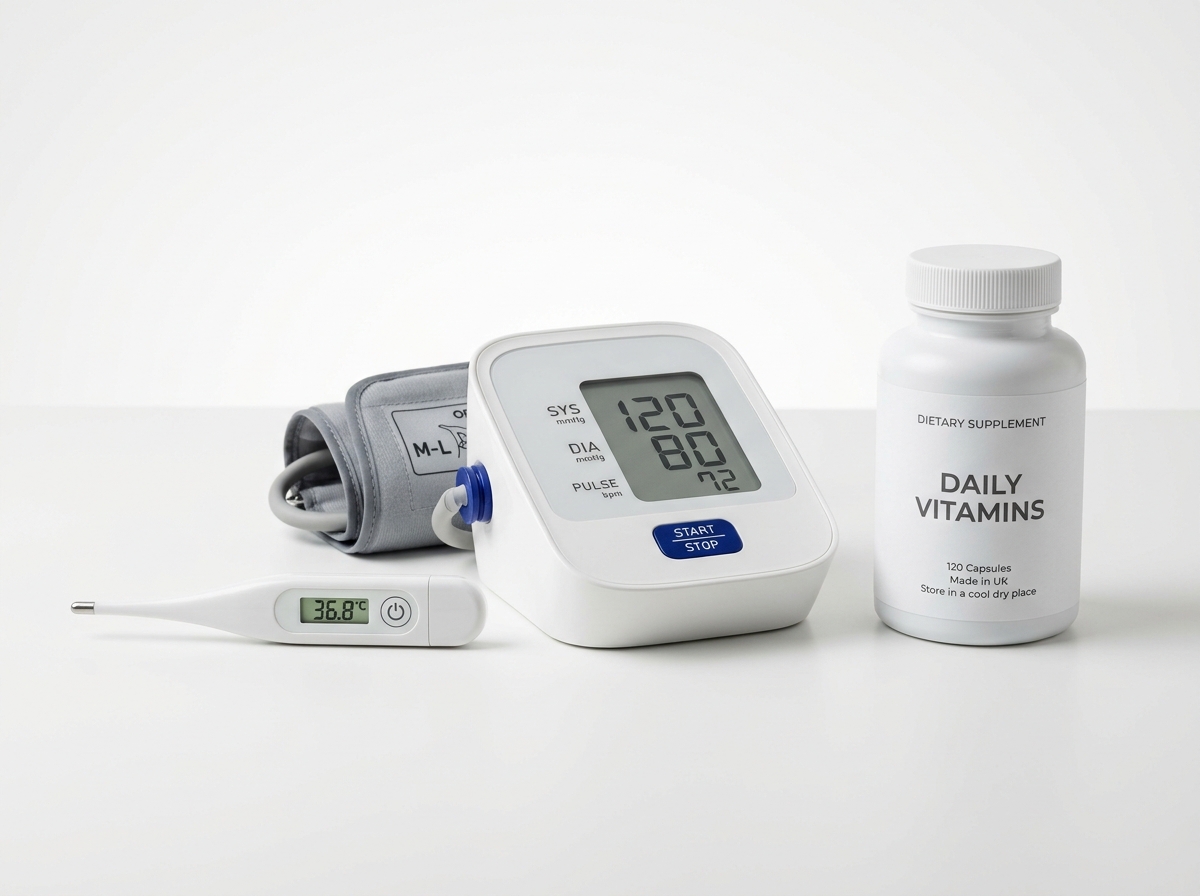 M-L
SYS
mmHg
120
DIA
80
PULSE
bpm
72
START
STOP
36.8°C
DIETARY SUPPLEMENT
DAILY
VITAMINS
120 Capsules
Made in UK
Store in a cool dry place